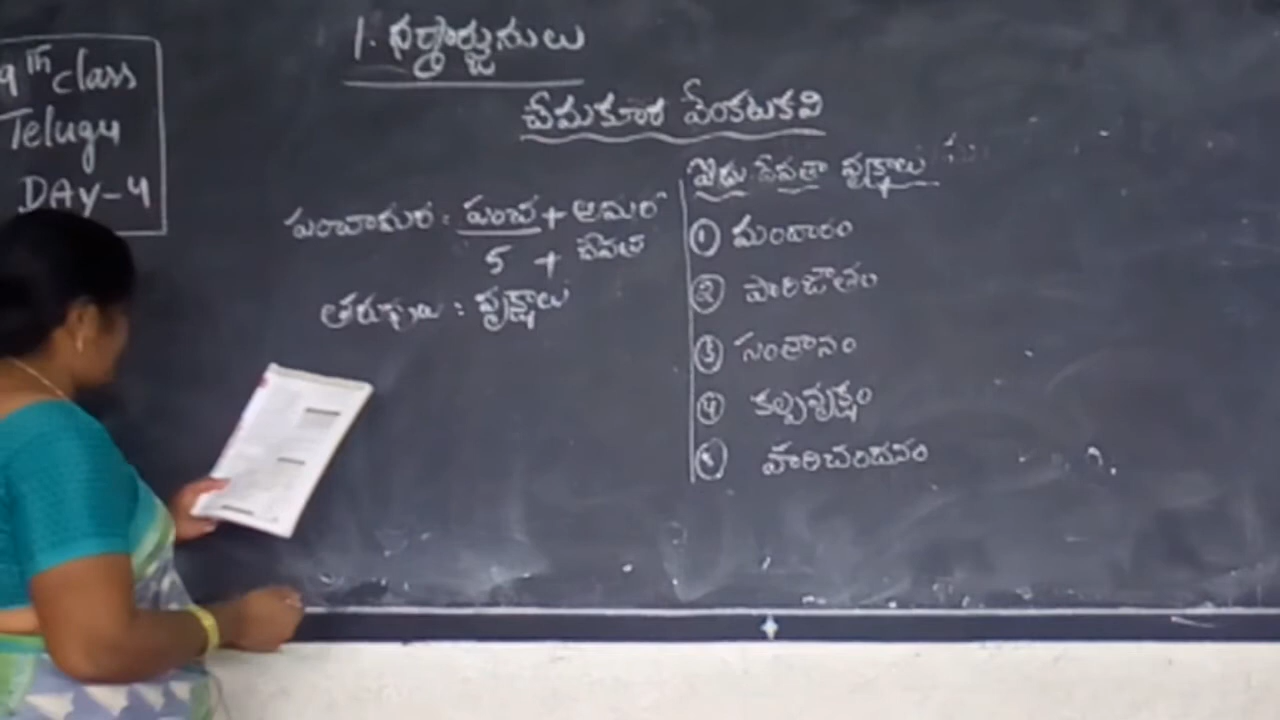 9th class
Telugu
DAY-4
1. ధర్మార్జునులు
చేమకూర వేంకటకవి
పంచామర : పంచ + అమర
5 + దేవతా
తరువులు : వృక్షాలు
దేవతా వృక్షాలు
① మందారం
② పారిజాతం
③ సంతానం
④ కల్పవృక్షం
⑤ హరిచందనం